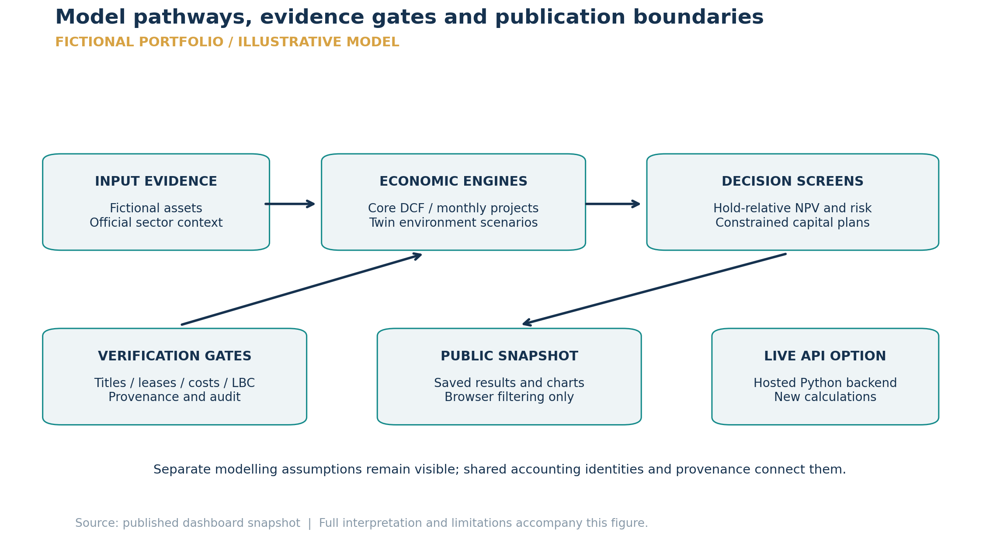 Model pathways, evidence gates and publication boundaries
FICTIONAL PORTFOLIO / ILLUSTRATIVE MODEL
INPUT EVIDENCE
Fictional assets
Official sector context
ECONOMIC ENGINES
Core DCF / monthly projects
Twin environment scenarios
DECISION SCREENS
Hold-relative NPV and risk
Constrained capital plans
VERIFICATION GATES
Titles / leases / costs / LBC
Provenance and audit
PUBLIC SNAPSHOT
Saved results and charts
Browser filtering only
LIVE API OPTION
Hosted Python backend
New calculations
Separate modelling assumptions remain visible; shared accounting identities and provenance connect them.
Source: published dashboard snapshot | Full interpretation and limitations accompany this figure.